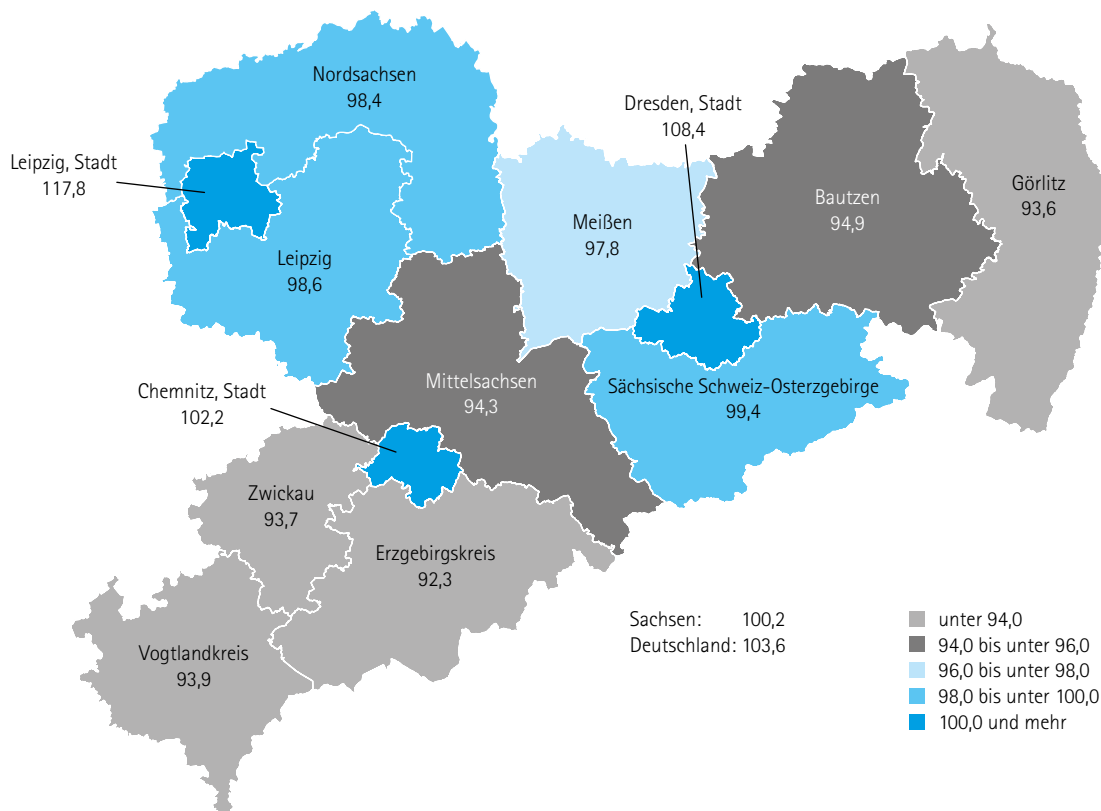 Nordsachsen
98,4
Dresden, Stadt
108,4
Leipzig, Stadt
117,8
Görlitz
93,6
Bautzen
94,9
Meißen
97,8
Leipzig
98,6
Mittelsachsen
94,3
Sächsische Schweiz-Osterzgebirge
99,4
Chemnitz, Stadt
102,2
Zwickau
93,7
Erzgebirgskreis
92,3
Vogtlandkreis
93,9
Sachsen: 100,2
Deutschland: 103,6
unter 94,0
94,0 bis unter 96,0
96,0 bis unter 98,0
98,0 bis unter 100,0
100,0 und mehr